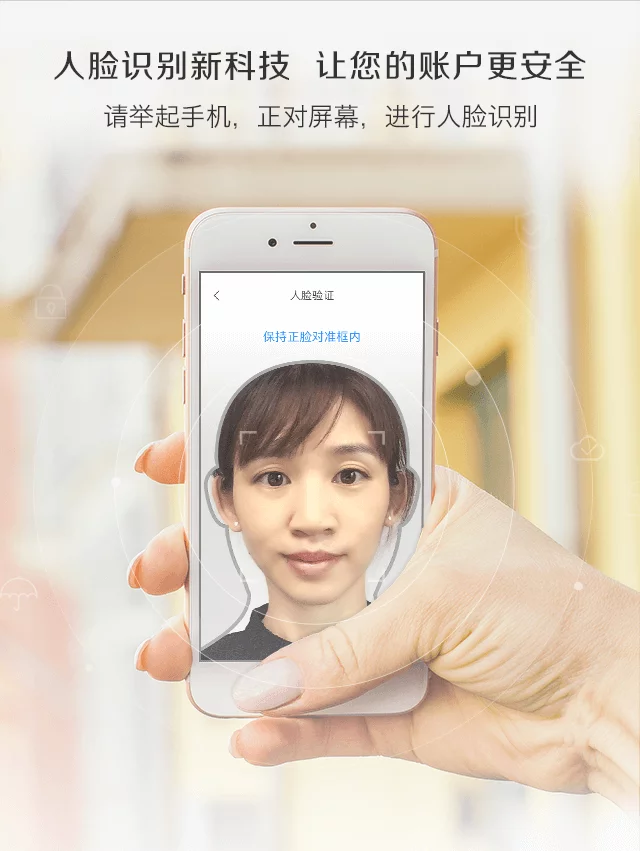 人脸识别新科技 让您的账户更安全
请举起手机，正对屏幕，进行人脸识别
人脸验证
保持正脸对准框内